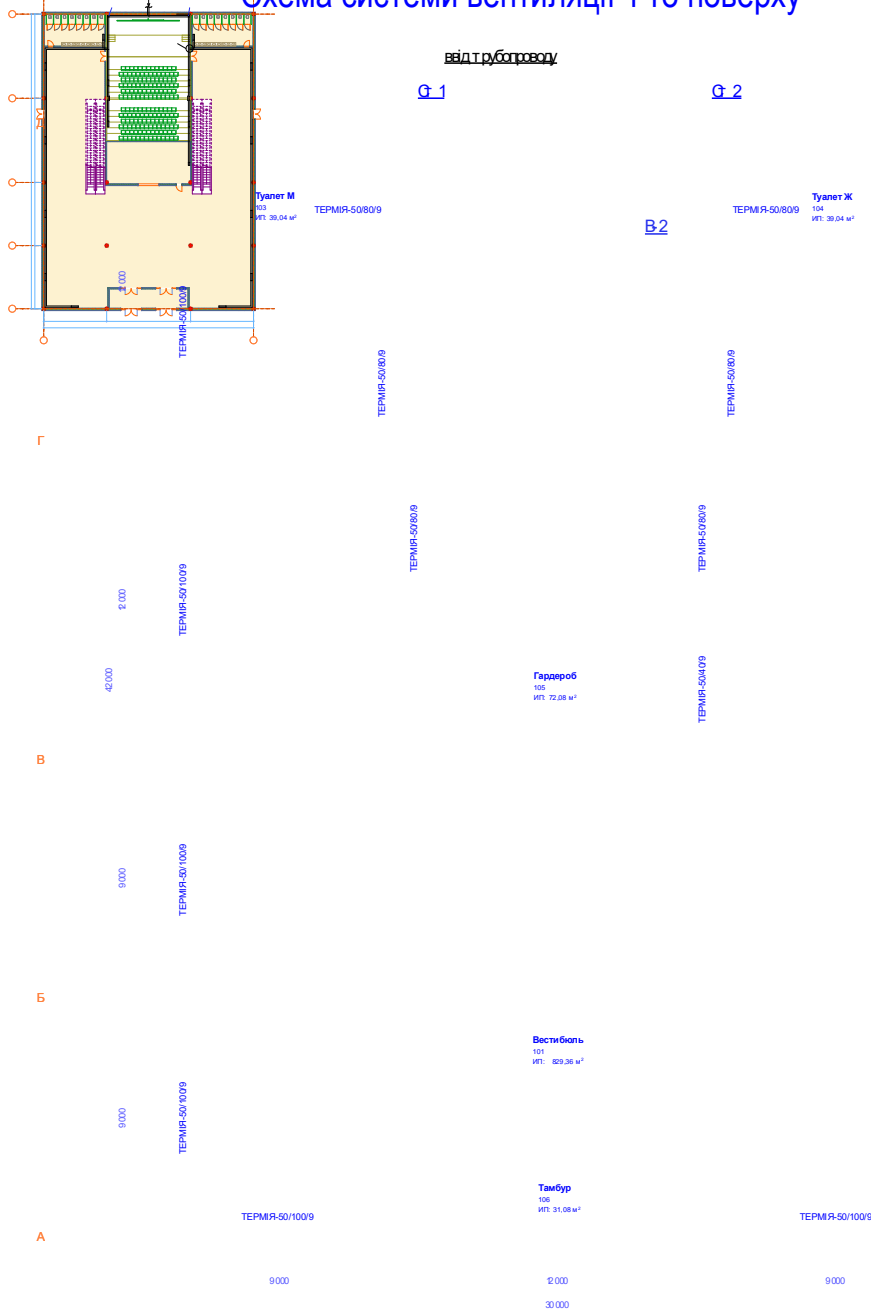 Схема системи вентиляції 1-го поверху
ввід трубопроводу
Ст 1
Ст 2
Туалет М
103
ИП: 39,04 м²
ТЕРМІЯ-50/80/9
ТЕРМІЯ-50/80/9
Туалет Ж
104
ИП: 39,04 м²
В-2
12 000
ТЕРМІЯ-50/100/9
ТЕРМІЯ-50/80/9
ТЕРМІЯ-50/80/9
Г
ТЕРМІЯ-50/80/9
ТЕРМІЯ-50/80/9
12 000
ТЕРМІЯ-50/100/9
42 000
Гардероб
105
ИП: 72,08 м²
ТЕРМІЯ-50/40/9
В
9 000
ТЕРМІЯ-50/100/9
Б
Вестибюль
101
ИП: 829,36 м²
9 000
ТЕРМІЯ-50/100/9
Тамбур
106
ИП: 31,08 м²
ТЕРМІЯ-50/100/9
ТЕРМІЯ-50/100/9
А
9 000
12 000
9 000
30 000